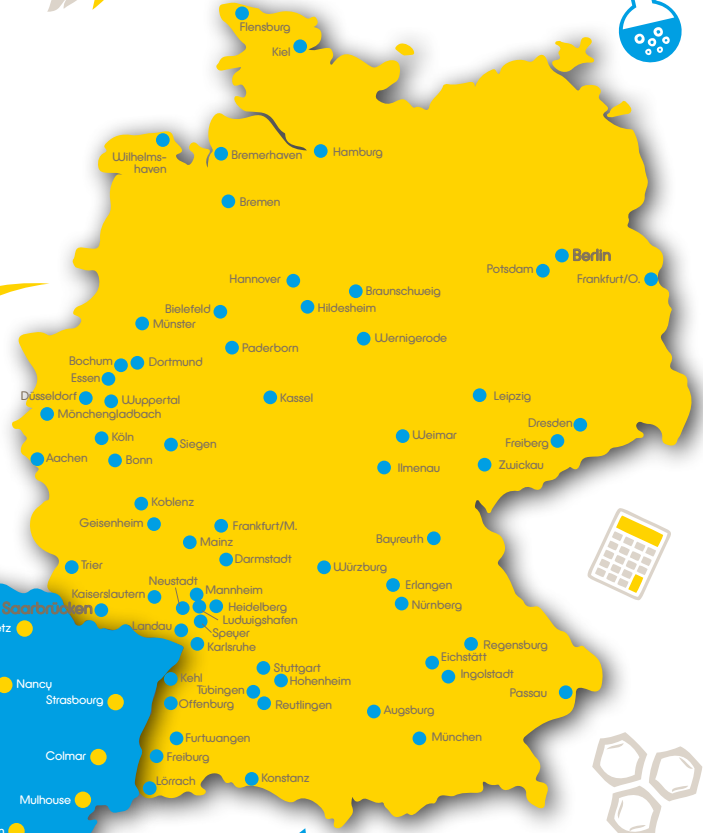 Flensburg
Kiel
Wilhelms-
haven
Bremerhaven
Hamburg
Bremen
Berlin
Potsdam
Frankfurt/O.
Hannover
Braunschweig
Bielefeld
Hildesheim
Münster
Wernigerode
Paderborn
Bochum
Dortmund
Essen
Düsseldorf
Wuppertal
Kassel
Leipzig
Mönchengladbach
Dresden
Köln
Siegen
Weimar
Freiberg
Aachen
Bonn
Ilmenau
Zwickau
Koblenz
Geisenheim
Frankfurt/M.
Mainz
Bayreuth
Darmstadt
Trier
Würzburg
Neustadt
Mannheim
Erlangen
Kaiserslautern
Heidelberg
Nürnberg
Saarbrücken
Ludwigshafen
etz
Landau
Speyer
Karlsruhe
Regensburg
Eichstätt
Stuttgart
Kehl
Hohenheim
Ingolstadt
Nancy
Tübingen
Passau
Strasbourg
Offenburg
Reutlingen
Augsburg
Furtwangen
München
Colmar
Freiburg
Lörrach
Konstanz
Mulhouse